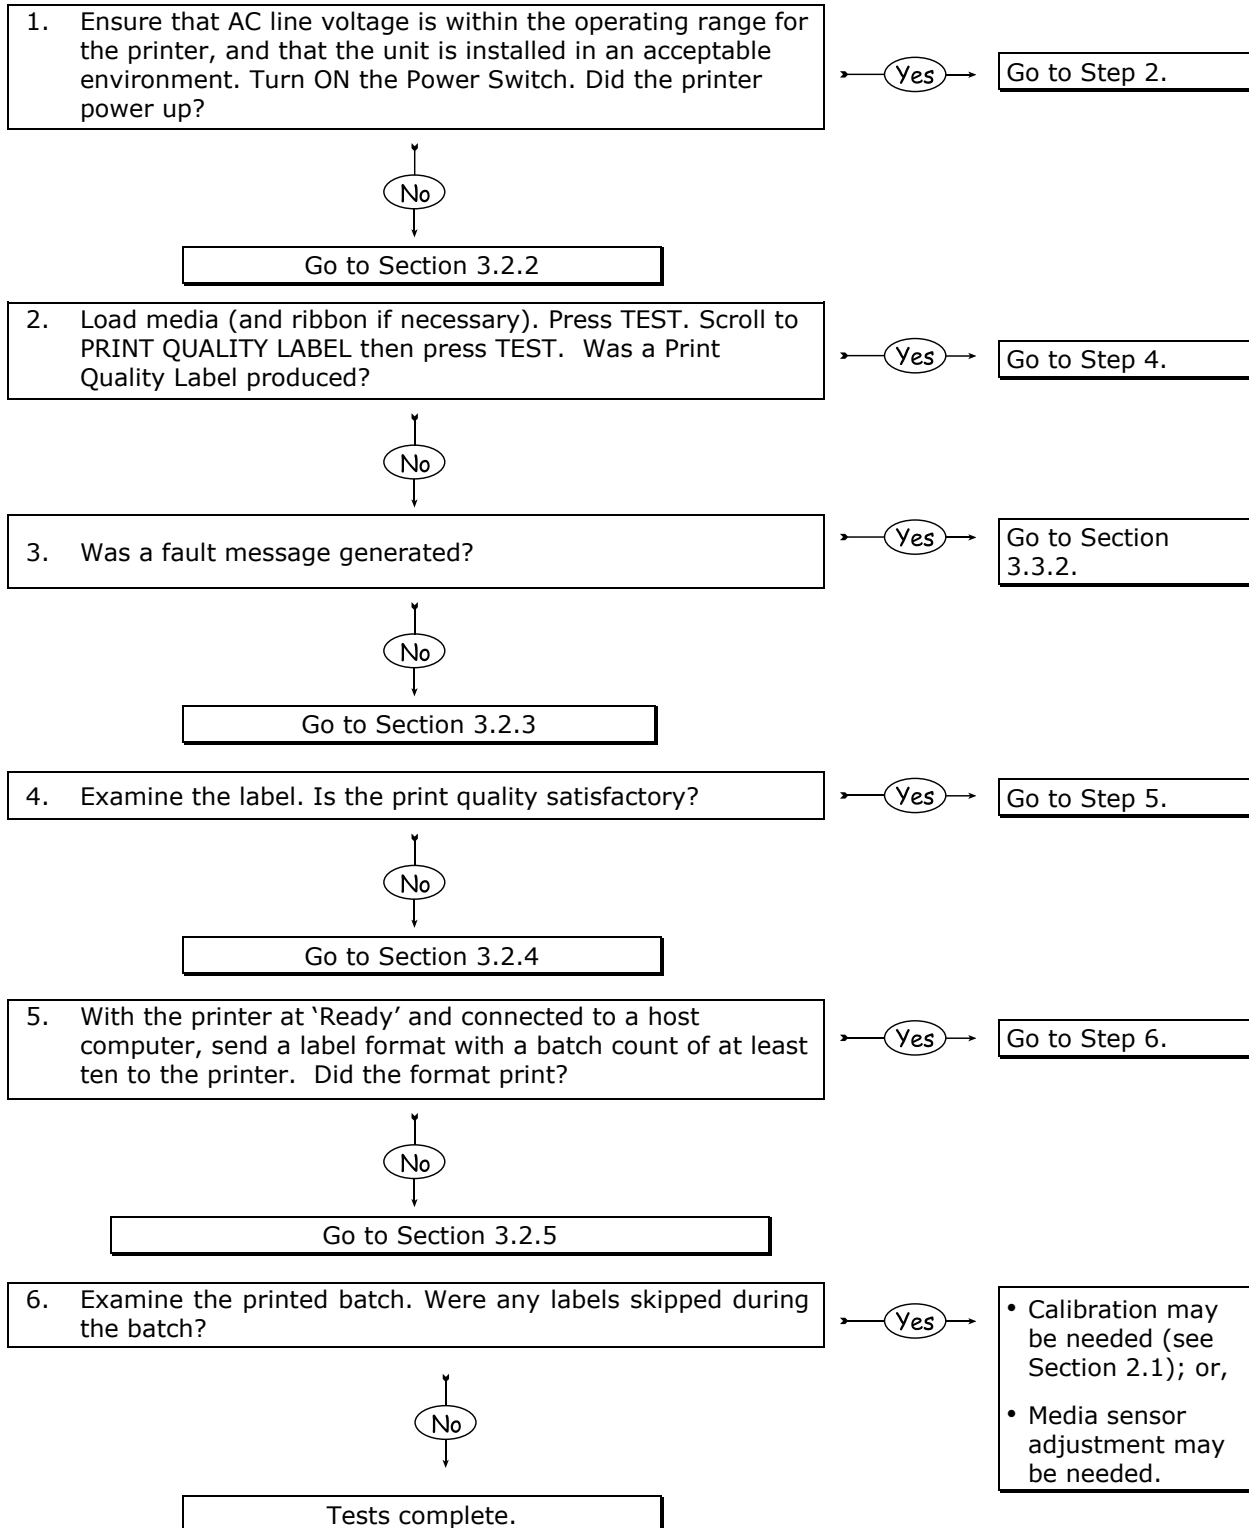 1. Ensure that AC line voltage is within the operating range for
the printer, and that the unit is installed in an acceptable
environment. Turn ON the Power Switch. Did the printer
power up?
Yes
Go to Step 2.
No
Go to Section 3.2.2
2. Load media (and ribbon if necessary). Press TEST. Scroll to
PRINT QUALITY LABEL then press TEST.  Was a Print
Quality Label produced?
Yes
Go to Step 4.
No
3. Was a fault message generated?
Yes
Go to Section
3.3.2.
No
Go to Section 3.2.3
4. Examine the label. Is the print quality satisfactory?
Yes
Go to Step 5.
No
Go to Section 3.2.4
5. With the printer at ‘Ready’ and connected to a host
computer, send a label format with a batch count of at least
ten to the printer.  Did the format print?
Yes
Go to Step 6.
No
Go to Section 3.2.5
6. Examine the printed batch. Were any labels skipped during
the batch?
Yes
• Calibration may
be needed (see
Section 2.1); or,
• Media sensor
adjustment may
be needed.
No
Tests complete.